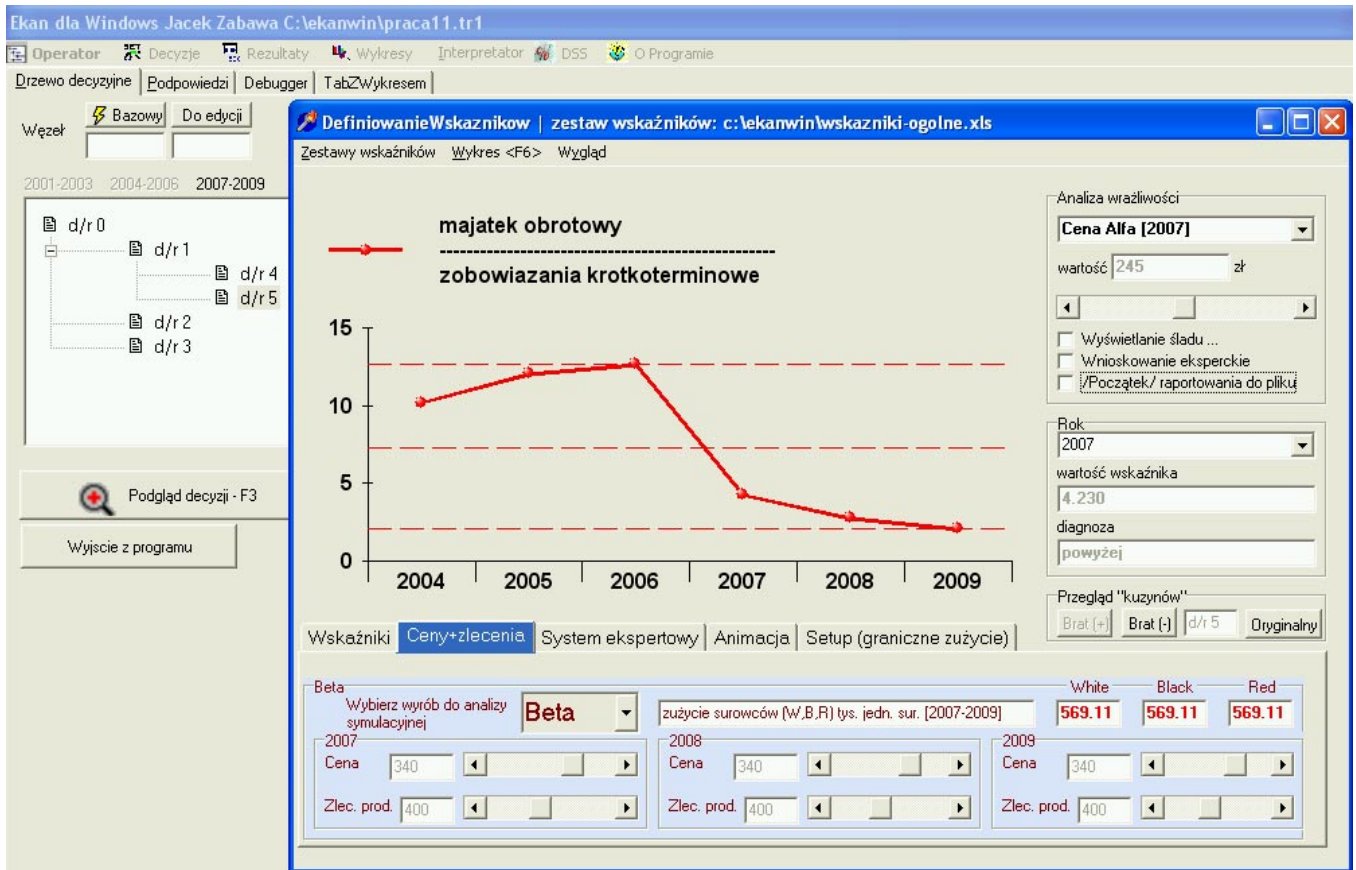 Ekan dla Windows Jacek Zabawa C:\ekanwin\praca11.tr1
Operator Decyzje Rezultaty Wykresy Interpretator DSS O Programie
Drzewo decyzyjne Podpowiedzi Debugger TabZWykresem
Węzeł Bazowy Do edycji
2001-2003 2004-2006 2007-2009
d/r 0
d/r 1
d/r 4
d/r 5
d/r 2
d/r 3
Podgląd decyzji - F3
Wyjscie z programu
DefiniowanieWskaznikow | zestaw wskaźników: c:\ekanwin\wskazniki-ogolne.xls
Zestawy wskaźników Wykres <F6> Wygląd
majatek obrotowy
--------------------------------------------------------
zobowiazania krotkoterminowe
15
10
5
0
2004 2005 2006 2007 2008 2009
Analiza wrażliwości
Cena Alfa [2007]
wartość 245 zł
Wyświetlanie śladu ...
Wnioskowanie eksperckie
/Początek/ raportowania do pliku
Rok
2007
wartość wskaźnika
4.230
diagnoza
powyżej
Przegląd "kuzynów"
Brat (+) Brat (-) d/r 5 Oryginalny
Wskaźniki Ceny+zlecenia System ekspertowy Animacja Setup (graniczne zużycie)
Beta
Wybierz wyrób do analizy
symulacyjnej
Beta
zużycie surowców (W,B,R) tys. jedn. sur. [2007-2009]
White Black Red
569.11 569.11 569.11
2007 2008 2009
Cena 340 Cena 340 Cena 340
Zlec. prod. 400 Zlec. prod. 400 Zlec. prod. 400